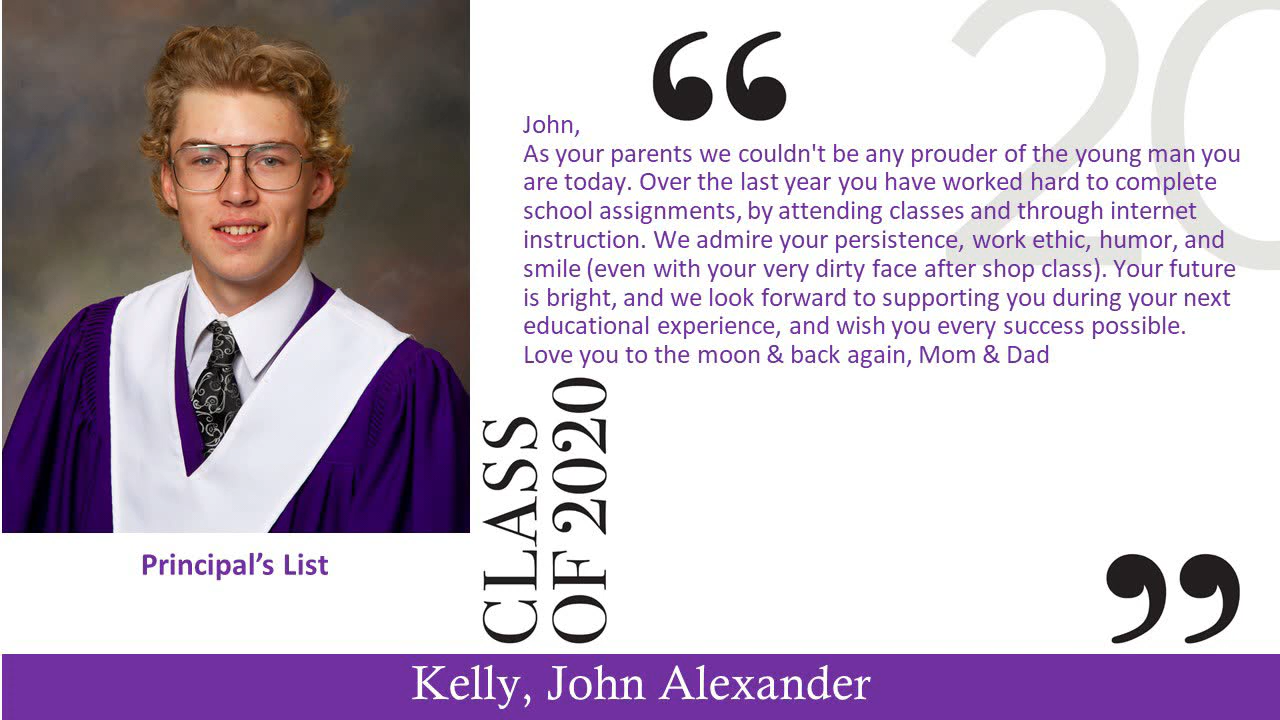 20
John,
As your parents we couldn't be any prouder of the young man you
are today. Over the last year you have worked hard to complete
school assignments, by attending classes and through internet
instruction. We admire your persistence, work ethic, humor, and
smile (even with your very dirty face after shop class). Your future
is bright, and we look forward to supporting you during your next
educational experience, and wish you every success possible.
Love you to the moon & back again, Mom & Dad
CLASS
OF 2020
Principal’s List
Kelly, John Alexander